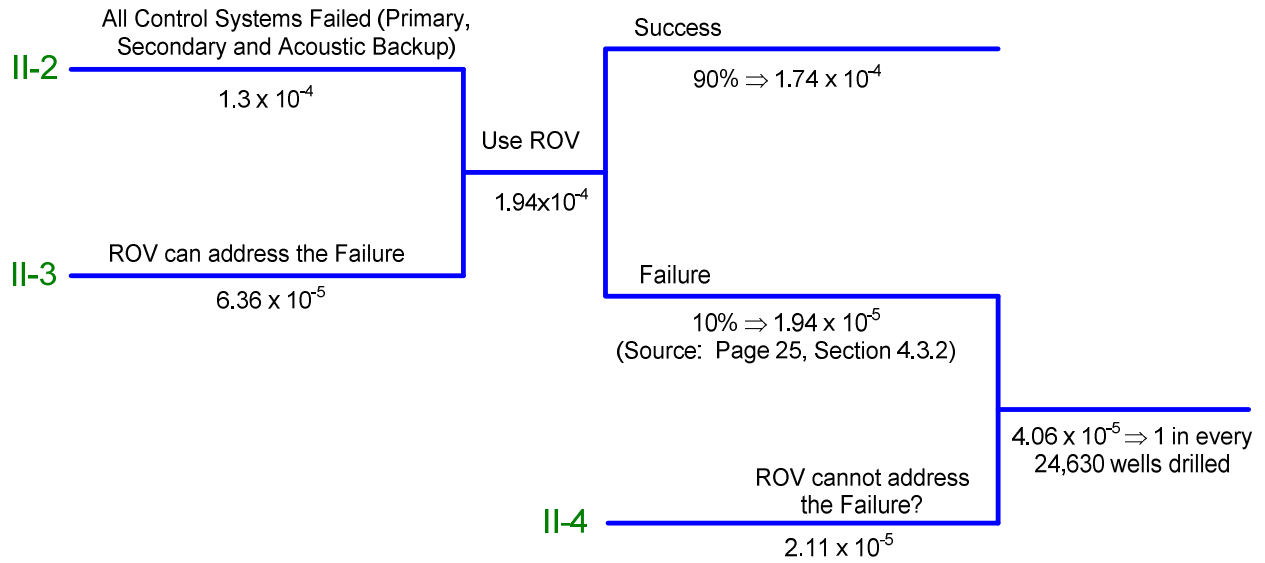 All Control Systems Failed (Primary,
Secondary and Acoustic Backup)
II-2
1.3 x 10⁻⁴
Success
90% ⇒ 1.74 x 10⁻⁴
Use ROV
1.94x10⁻⁴
ROV can address the Failure
II-3
6.36 x 10⁻⁵
Failure
10% ⇒ 1.94 x 10⁻⁵
(Source: Page 25, Section 4.3.2)
4.06 x 10⁻⁵ ⇒ 1 in every
24,630 wells drilled
ROV cannot address
the Failure?
II-4
2.11 x 10⁻⁵